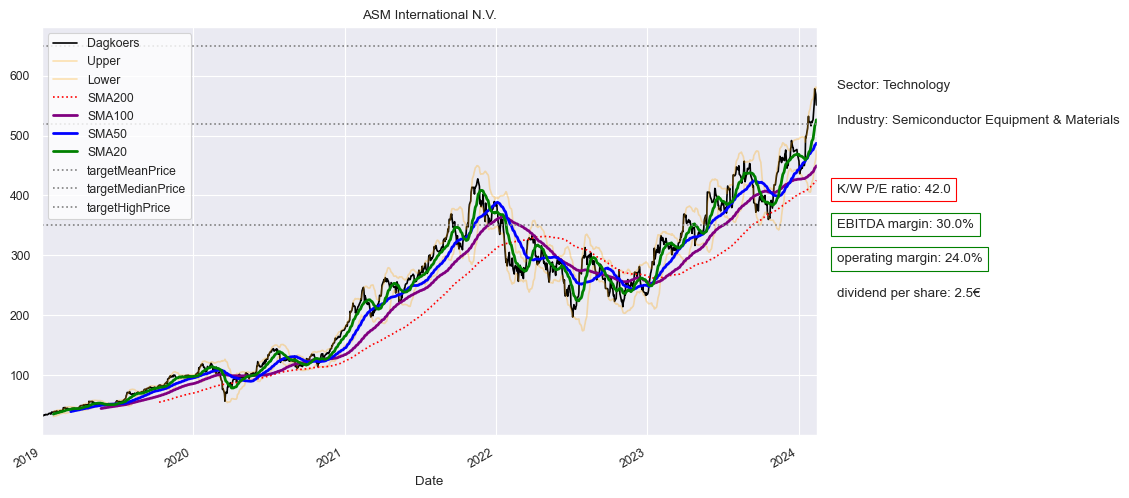 ASM International N.V.
Dagkoers
Upper
Lower
SMA200
SMA100
SMA50
SMA20
targetMeanPrice
targetMedianPrice
targetHighPrice
600
500
400
300
200
100
2019
2020
2021
2022
2023
2024
Date
Sector: Technology
Industry: Semiconductor Equipment & Materials
K/W P/E ratio: 42.0
EBITDA margin: 30.0%
operating margin: 24.0%
dividend per share: 2.5€